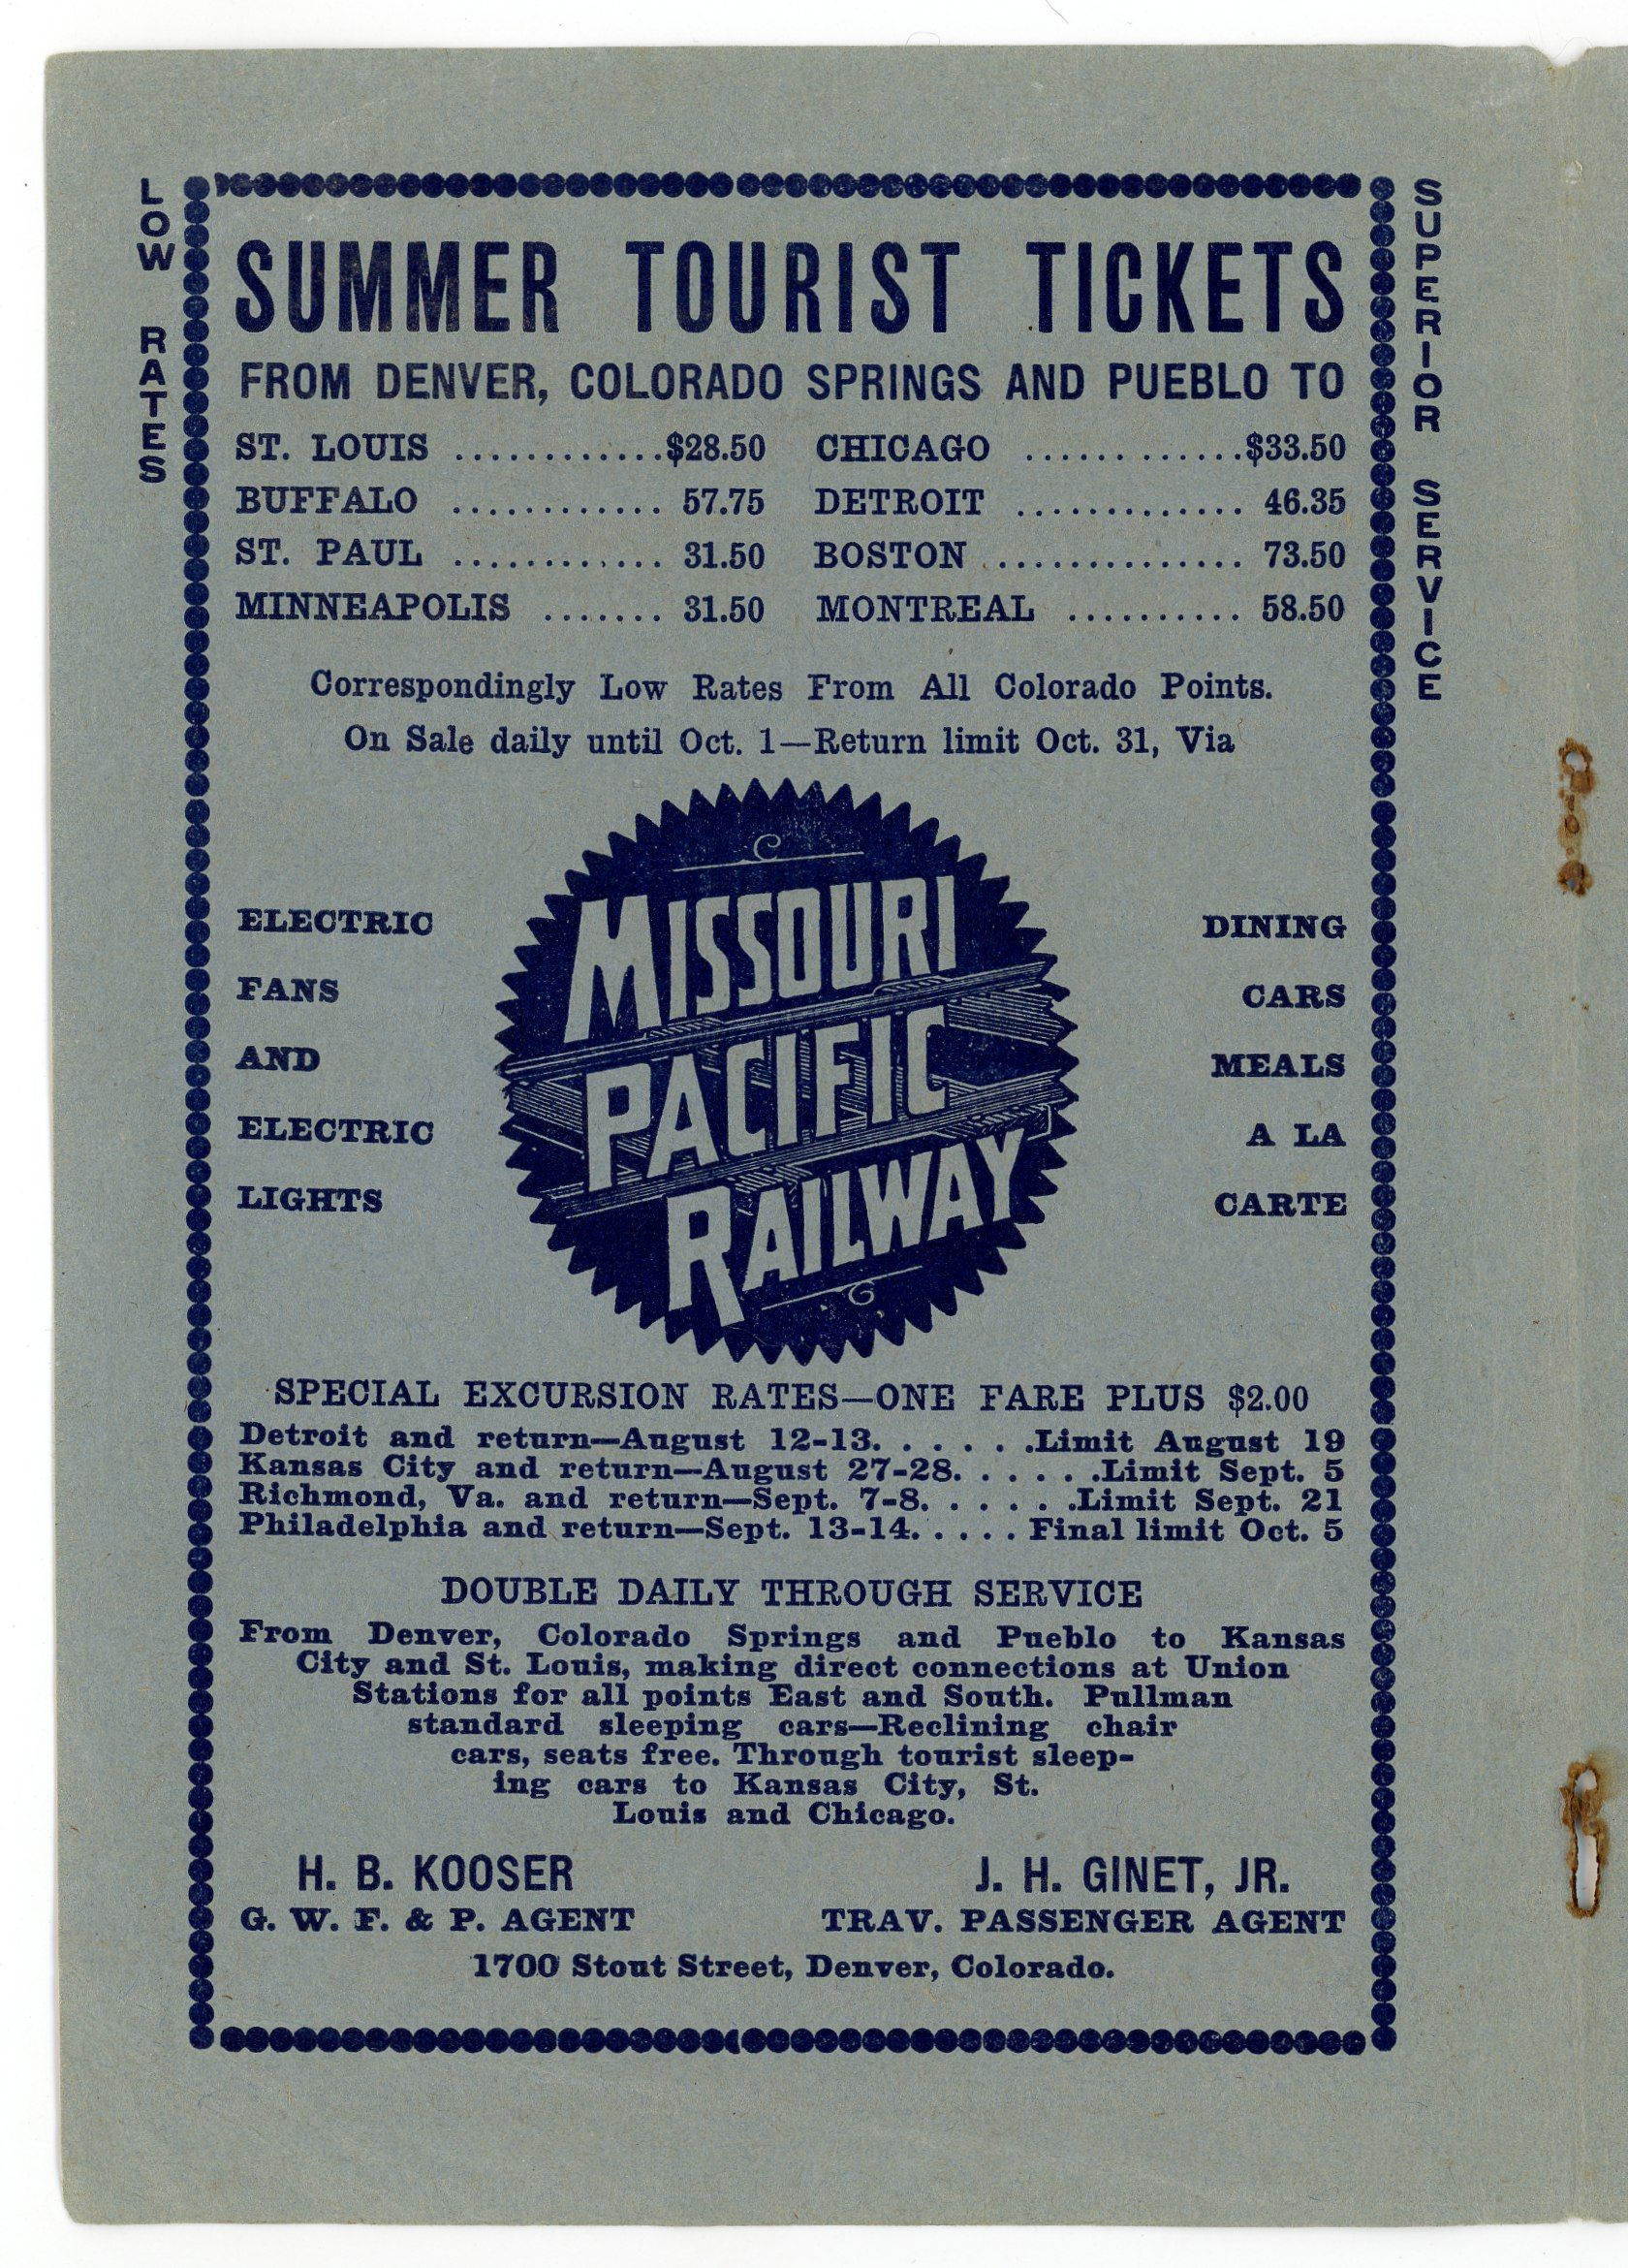 LOW RATES
SUPERIOR SERVICE
SUMMER TOURIST TICKETS
FROM DENVER, COLORADO SPRINGS AND PUEBLO TO
ST. LOUIS .............$28.50 CHICAGO .............$33.50
BUFFALO ............. 57.75 DETROIT ............. 46.35
ST. PAUL ............. 31.50 BOSTON .............. 73.50
MINNEAPOLIS ....... 31.50 MONTREAL .......... 58.50
Correspondingly Low Rates From All Colorado Points.
On Sale daily until Oct. 1—Return limit Oct. 31, Via
ELECTRIC
FANS
AND
ELECTRIC
LIGHTS
MISSOURI
PACIFIC
RAILWAY
DINING
CARS
MEALS
A LA
CARTE
SPECIAL EXCURSION RATES—ONE FARE PLUS $2.00
Detroit and return—August 12-13. . . . . . .Limit August 19
Kansas City and return—August 27-28. . . . . . .Limit Sept. 5
Richmond, Va. and return—Sept. 7-8. . . . . . .Limit Sept. 21
Philadelphia and return—Sept. 13-14. . . . . Final limit Oct. 5
DOUBLE DAILY THROUGH SERVICE
From Denver, Colorado Springs and Pueblo to Kansas
City and St. Louis, making direct connections at Union
Stations for all points East and South. Pullman
standard sleeping cars—Reclining chair
cars, seats free. Through tourist sleep-
ing cars to Kansas City, St.
Louis and Chicago.
H. B. KOOSER J. H. GINET, JR.
G. W. F. & P. AGENT TRAV. PASSENGER AGENT
1700 Stout Street, Denver, Colorado.